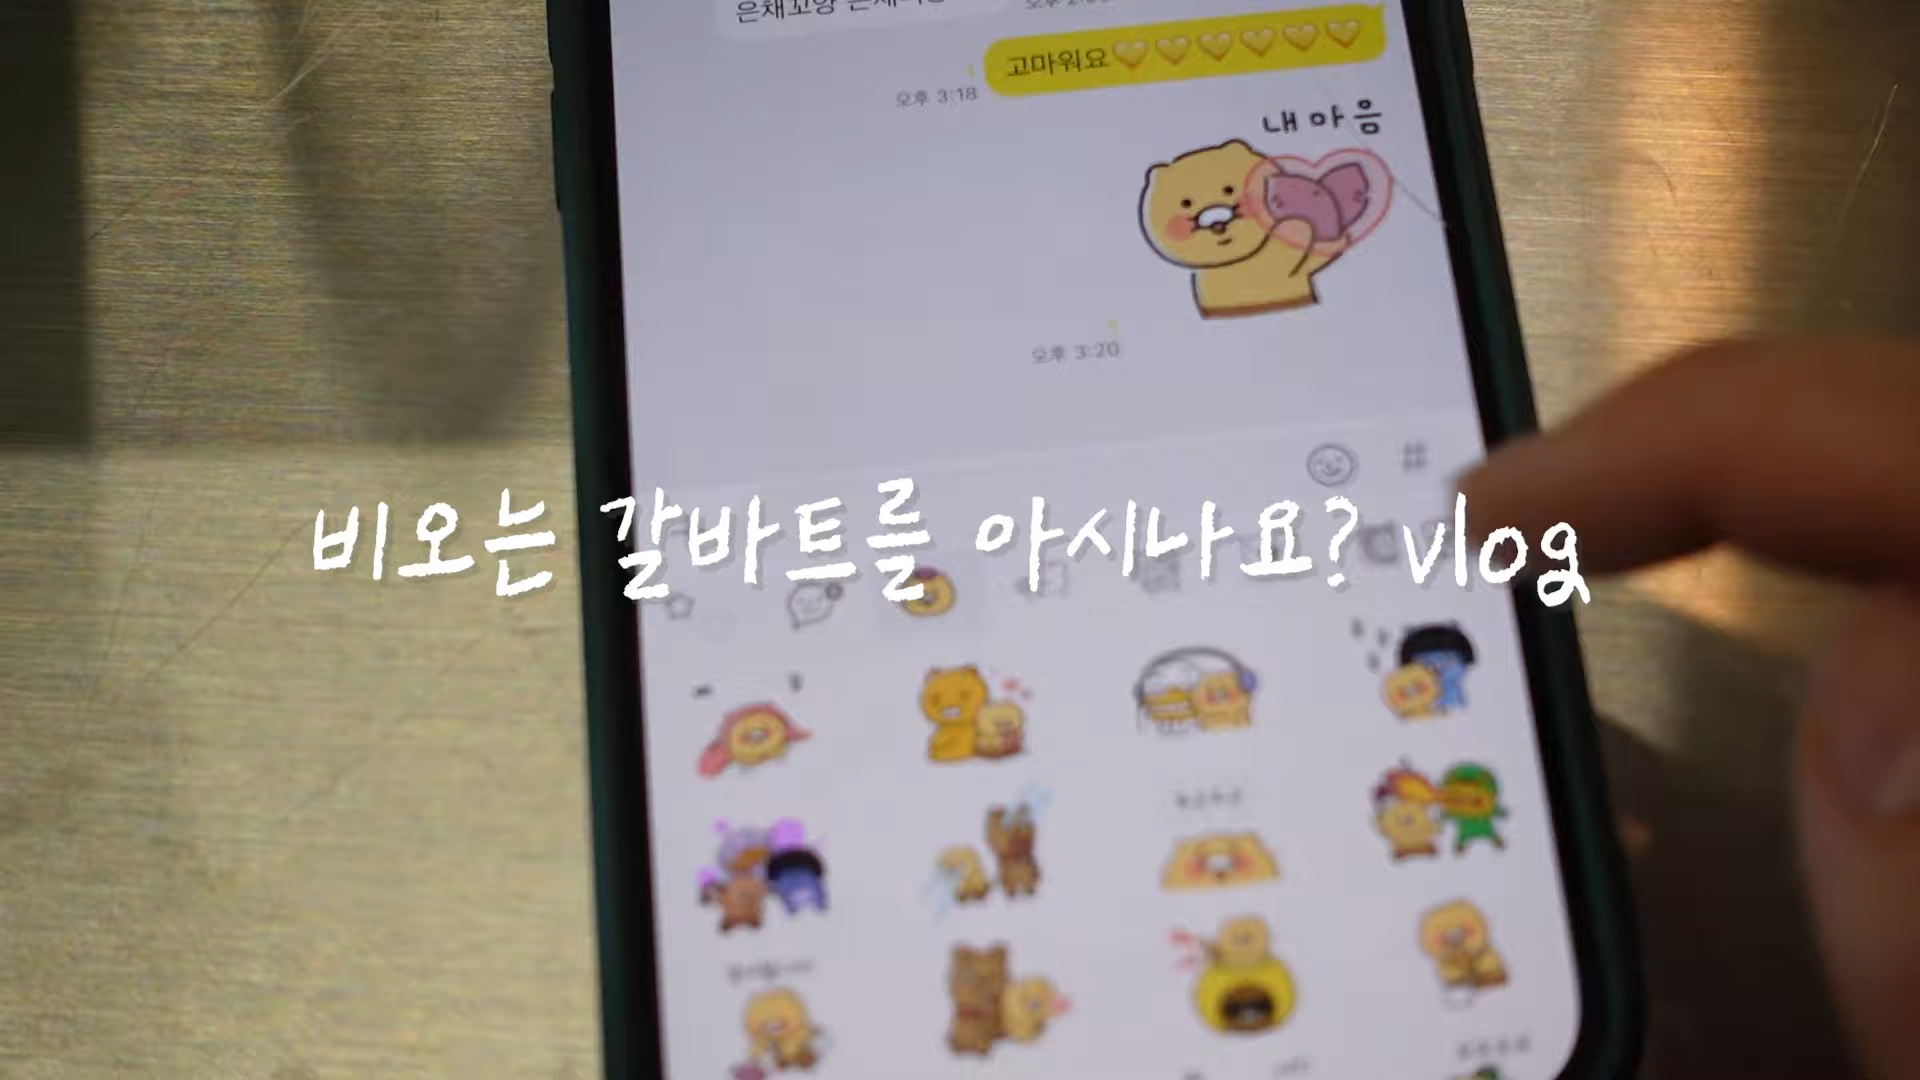 고마워요💛💛💛💛💛💛
오후 3:18
내 마음
오후 3:20
#
비오는 갈바트를 아시나요? vlog